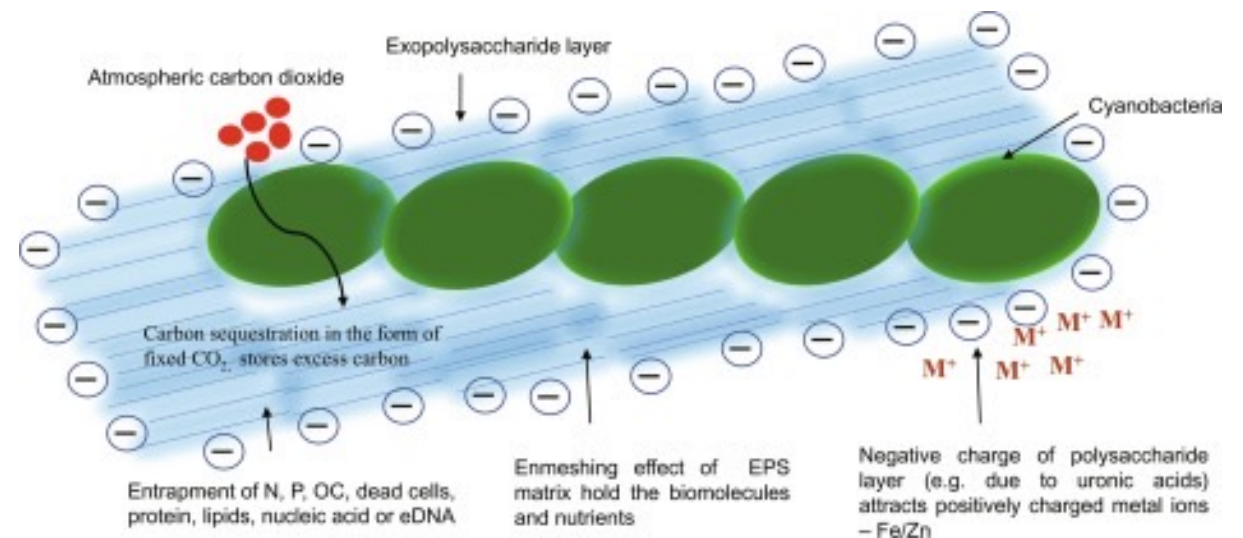 Exopolysaccharide layer
Atmospheric carbon dioxide
Cyanobacteria
Carbon sequestration in the form of
fixed CO2, stores excess carbon
M⁺ M⁺ M⁺
M⁺ M⁺ M⁺
Entrapment of N, P, OC, dead cells,
protein, lipids, nucleic acid or eDNA
Enmeshing effect of EPS
matrix hold the biomolecules
and nutrients
Negative charge of polysaccharide
layer (e.g. due to uronic acids)
attracts positively charged metal ions
– Fe/Zn